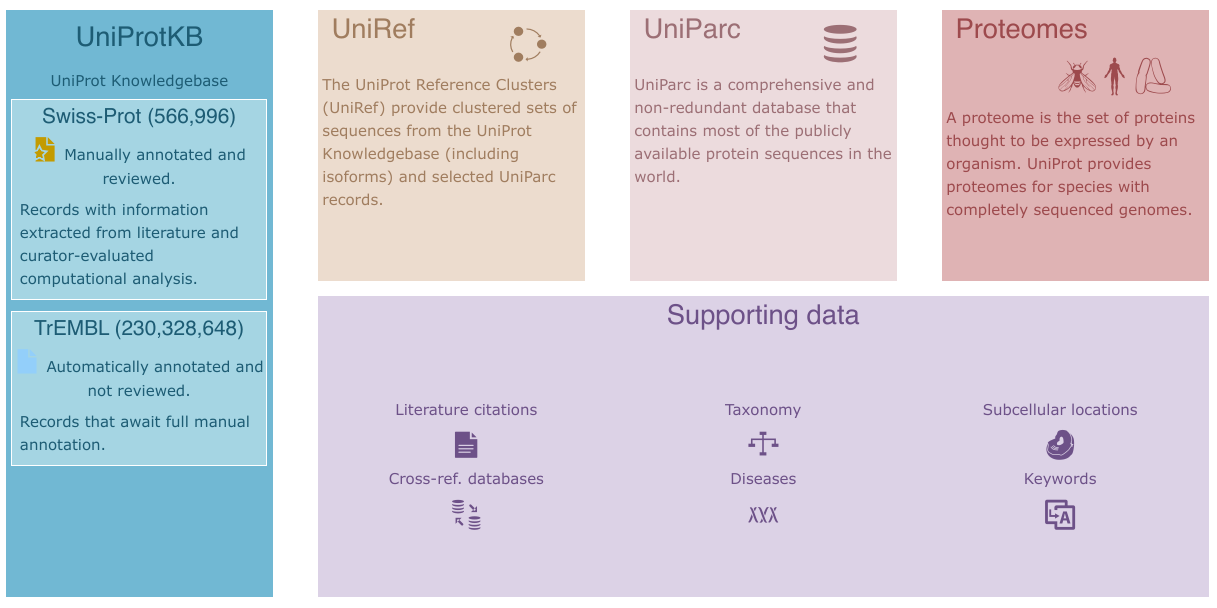 UniProtKB
UniProt Knowledgebase
Swiss-Prot (566,996)
Manually annotated and
reviewed.
Records with information
extracted from literature and
curator-evaluated
computational analysis.
TrEMBL (230,328,648)
Automatically annotated and
not reviewed.
Records that await full manual
annotation.
UniRef
The UniProt Reference Clusters
(UniRef) provide clustered sets of
sequences from the UniProt
Knowledgebase (including
isoforms) and selected UniParc
records.
UniParc
UniParc is a comprehensive and
non-redundant database that
contains most of the publicly
available protein sequences in the
world.
Proteomes
A proteome is the set of proteins
thought to be expressed by an
organism. UniProt provides
proteomes for species with
completely sequenced genomes.
Supporting data
Literature citations
Taxonomy
Subcellular locations
Cross-ref. databases
Diseases
Keywords
A